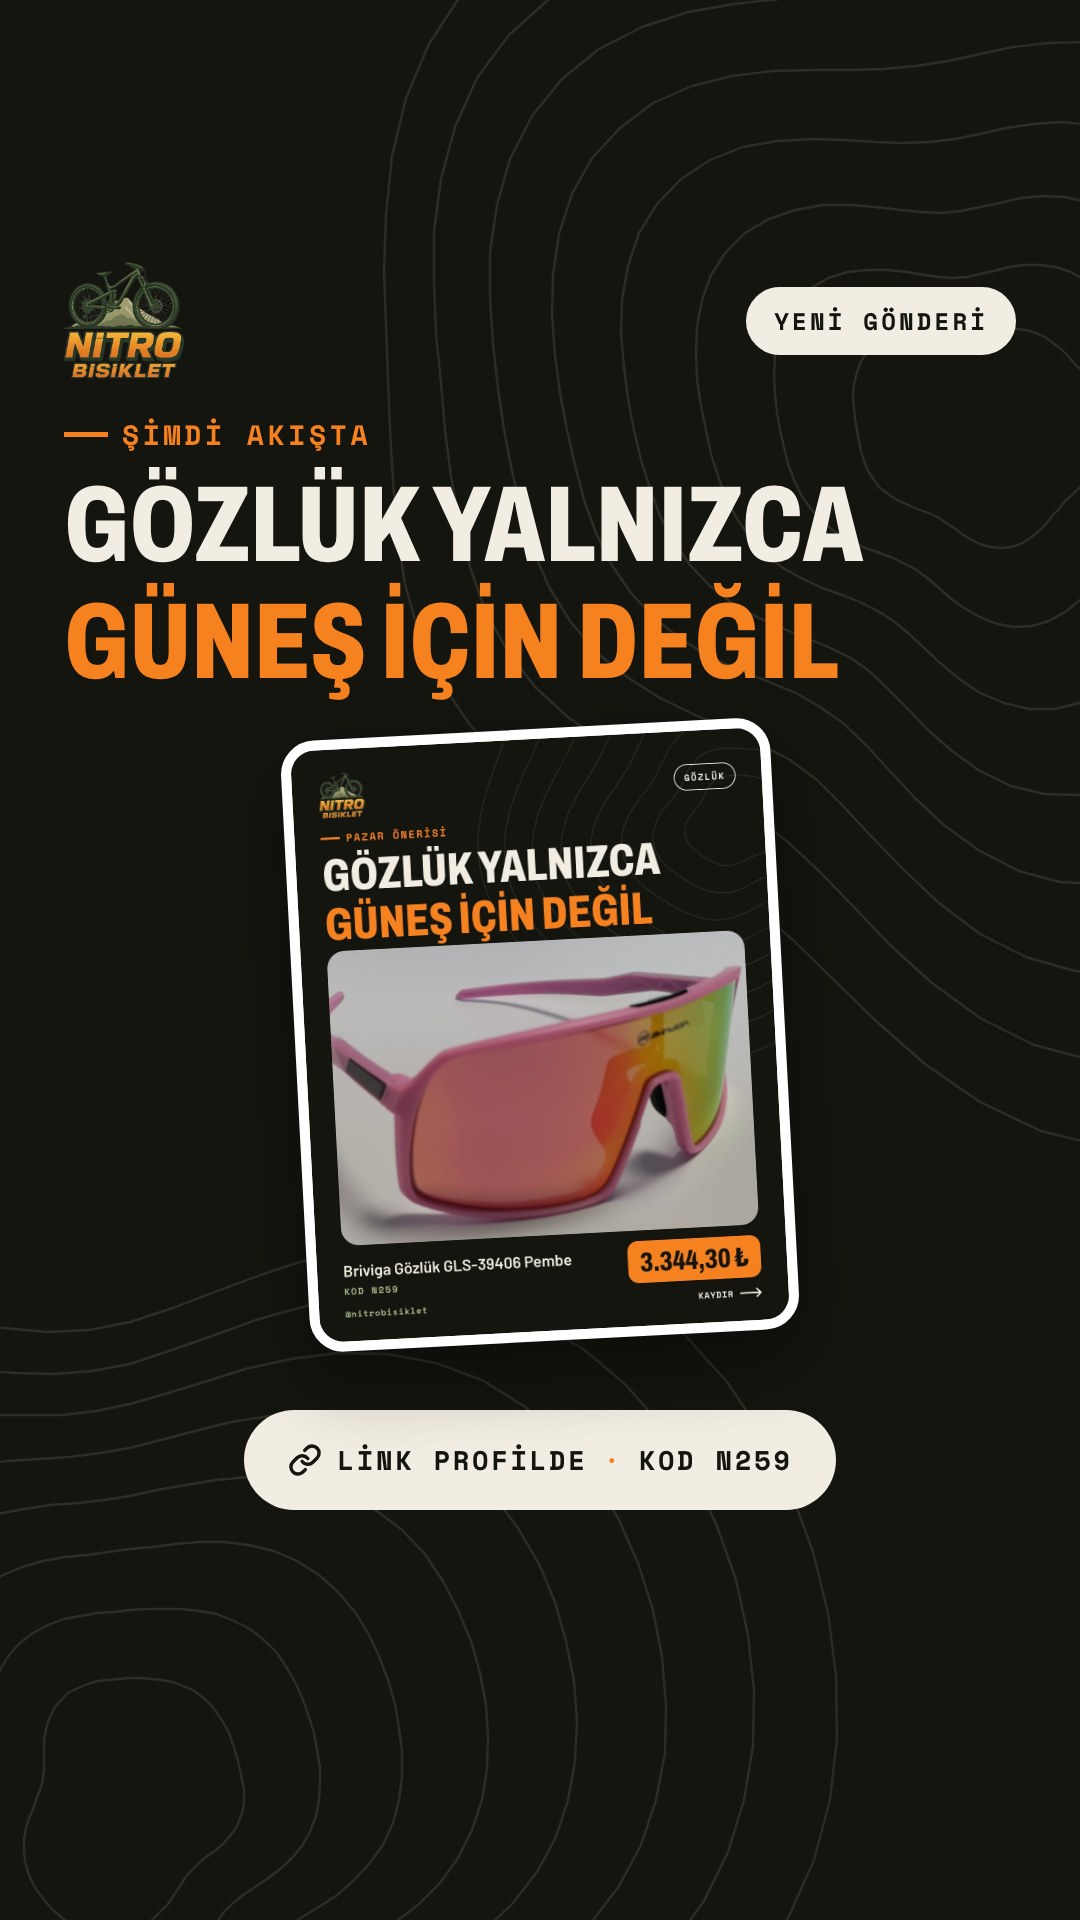 NiTRO
BiSiKLET
YENİ GÖNDERİ
ŞİMDİ AKIŞTA
GÖZLÜK YALNIZCA
GÜNEŞ İÇİN DEĞİL
NiTRO
BiSiKLET
GÖZLÜK
PAZAR ÖNERİSİ
GÖZLÜK YALNIZCA
GÜNEŞ İÇİN DEĞİL
Briviga Gözlük GLS-39406 Pembe
3.344,30 ₺
KOD N259
KAYDIR
@nitrobisiklet
LİNK PROFİLDE · KOD N259